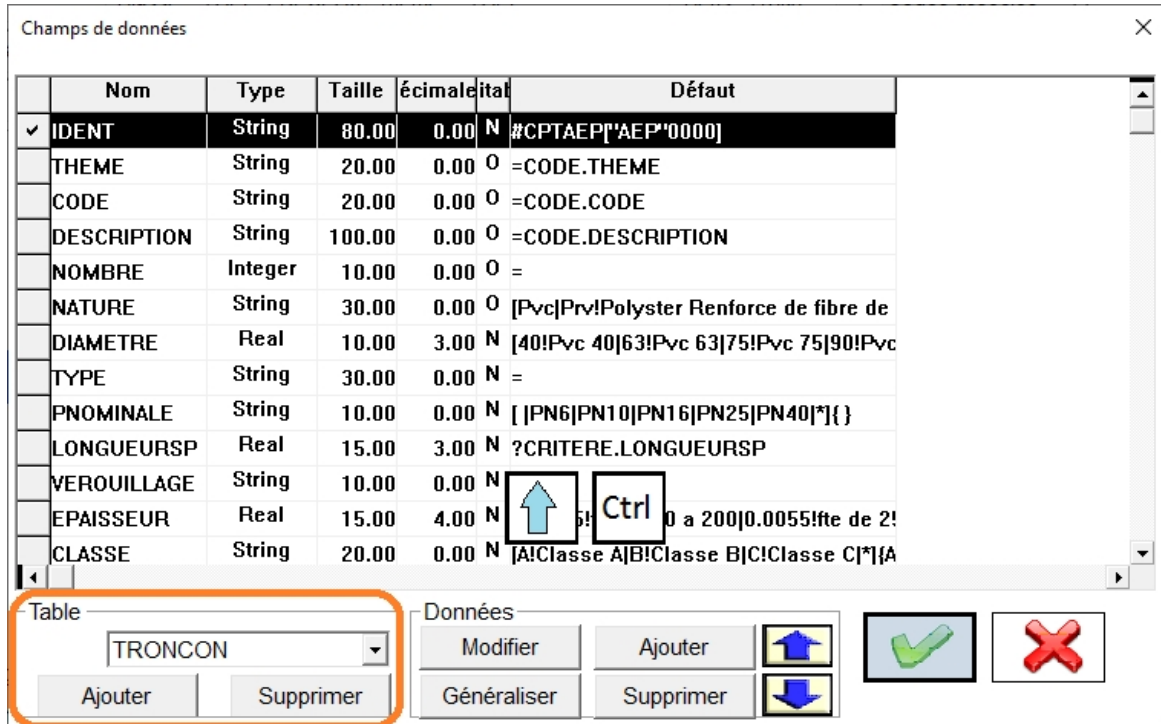 Champs de données
Nom Type Taille écimale itab Défaut
IDENT String 80.00 0.00 N #CPTAEP["AEP"0000]
THEME String 20.00 0.00 O =CODE.THEME
CODE String 20.00 0.00 O =CODE.CODE
DESCRIPTION String 100.00 0.00 O =CODE.DESCRIPTION
NOMBRE Integer 10.00 0.00 O =
NATURE String 30.00 0.00 O [Pvc|Prv!Polyster Renforce de fibre de
DIAMETRE Real 10.00 3.00 N [40!Pvc 40|63!Pvc 63|75!Pvc 75|90!Pvc
TYPE String 30.00 0.00 N =
PNOMINALE String 10.00 0.00 N [ |PN6|PN10|PN16|PN25|PN40|*]{ }
LONGUEURSP Real 15.00 3.00 N ?CRITERE.LONGUEURSP
VEROUILLAGE String 10.00 0.00 N
EPAISSEUR Real 15.00 4.00 N Ctrl a 200|0.0055!fte de
CLASSE String 20.00 0.00 N [A!Classe A|B!Classe B|C!Classe C|*]{A
Table Données
TRONCON Modifier Ajouter
Ajouter Supprimer Généraliser Supprimer